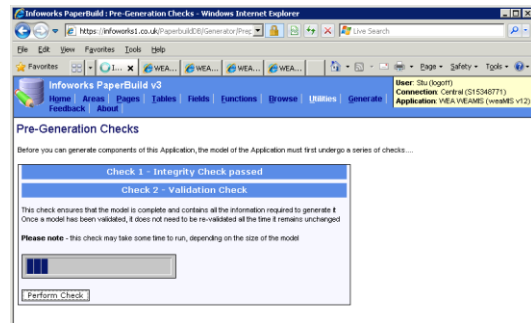 Infoworks PaperBuild : Pre-Generation Checks - Windows Internet Explorer
https://infoworks1.co.uk/PaperbuildDB/Generator/Prep
Live Search
File Edit View Favorites Tools Help
Favorites WEA... WEA... WEA... WEA... Page Safety Tools
Infoworks PaperBuild v3
Home Areas Pages Tables Fields Functions Browse Utilities Generate
Feedback About
User: Stu (logoff)
Connection: Central (S15348771)
Application: WEA WEAMIS (weaMIS v12)
Pre-Generation Checks
Before you can generate components of this Application, the model of the Application must first undergo a series of checks....
Check 1 - Integrity Check passed
Check 2 - Validation Check
This check ensures that the model is complete and contains all the information required to generate it
Once a model has been validated, it does not need to be re-validated all the time it remains unchanged
Please note - this check may take some time to run, depending on the size of the model
Perform Check